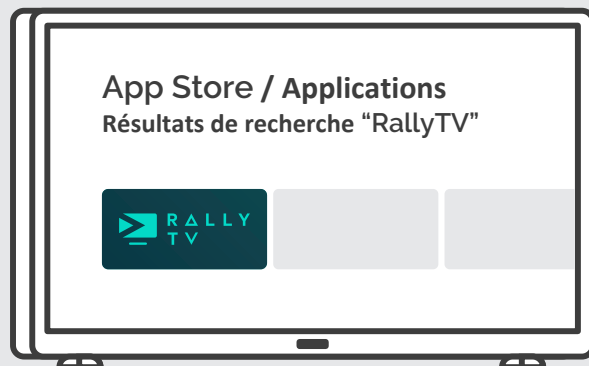 App Store / Applications
Résultats de recherche “RallyTV”
RALLY
TV